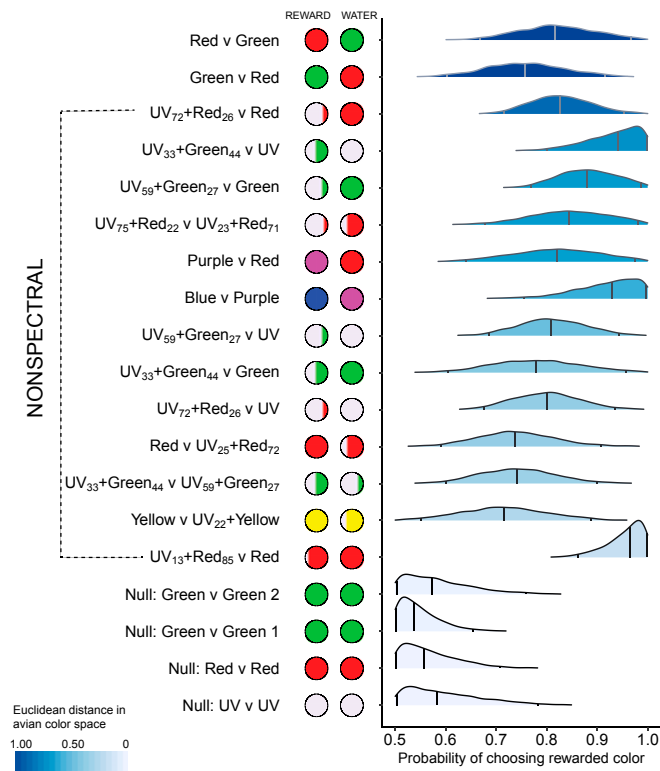 REWARD WATER
Red v Green
Green v Red
UV72+Red26 v Red
UV33+Green44 v UV
UV59+Green27 v Green
UV75+Red22 v UV23+Red71
Purple v Red
Blue v Purple
UV59+Green27 v UV
UV33+Green44 v Green
UV72+Red26 v UV
Red v UV25+Red72
UV33+Green44 v UV59+Green27
Yellow v UV22+Yellow
UV13+Red85 v Red
Null: Green v Green 2
Null: Green v Green 1
Null: Red v Red
Null: UV v UV
NONSPECTRAL
Euclidean distance in
avian color space
1.00 0.50 0
0.5 0.6 0.7 0.8 0.9 1.0
Probability of choosing rewarded color